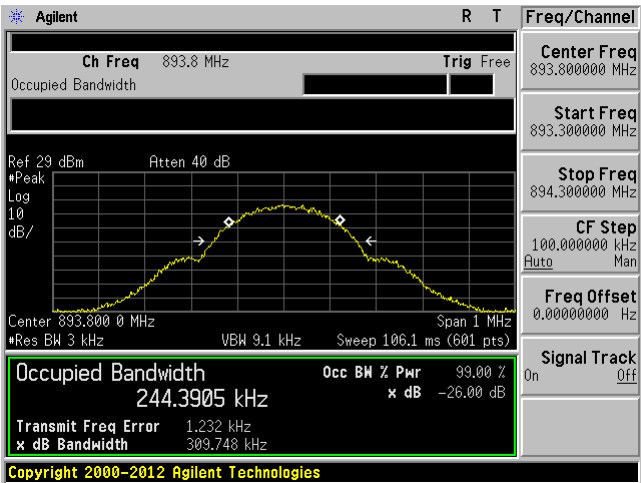 Agilent R T
Freq/Channel
Ch Freq 893.8 MHz Trig Free
Occupied Bandwidth
Center Freq
893.800000 MHz
Start Freq
893.300000 MHz
Stop Freq
894.300000 MHz
CF Step
100.000000 kHz
Auto Man
Freq Offset
0.00000000 Hz
Signal Track
On Off
Ref 29 dBm Atten 40 dB
#Peak
Log
10
dB/
Center 893.800 0 MHz Span 1 MHz
#Res BW 3 kHz VBW 9.1 kHz Sweep 106.1 ms (601 pts)
Occupied Bandwidth
244.3905 kHz
Occ BW % Pwr 99.00 %
x dB -26.00 dB
Transmit Freq Error 1.232 kHz
x dB Bandwidth 309.748 kHz
Copyright 2000-2012 Agilent Technologies